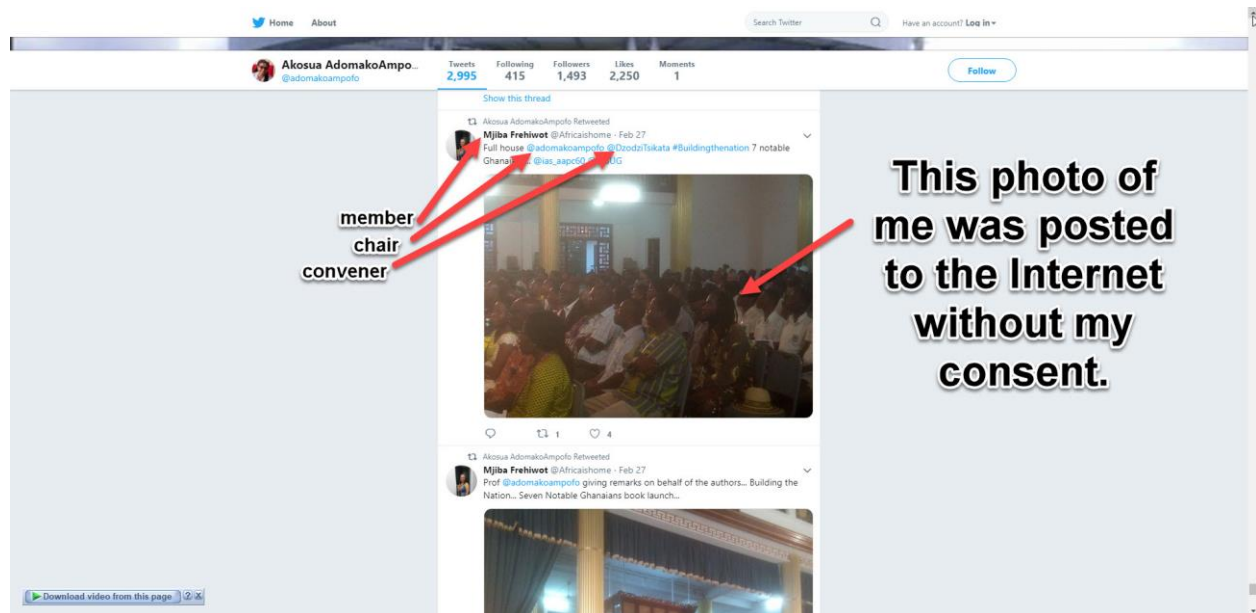 Home About Search Twitter Have an account? Log in
Akosua AdomakoAmpo...
@adomakoampofo
Tweets Following Followers Likes Moments
2,995 415 1,493 2,250 1
Follow
Show this thread
Akosua AdomakoAmpofo Retweeted
Mjiba Frehiwot @Africaishome · Feb 27
Full house @adomakoampofo @DzodziTsikata #Buildingthenation 7 notable
@ias_aapc60
member
chair
convener
This photo of
me was posted
to the Internet
without my
consent.
1 4
Akosua AdomakoAmpofo Retweeted
Mjiba Frehiwot @Africaishome · Feb 27
Prof @adomakoampofo giving remarks on behalf of the authors... Building the
Nation... Seven Notable Ghanaians book launch...
Download video from this page ? X